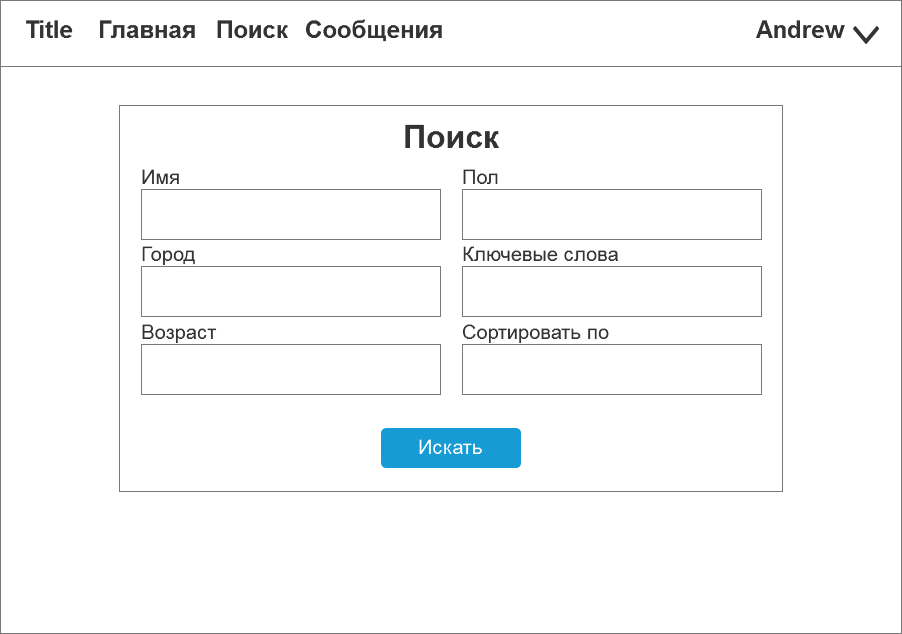 Title Главная Поиск Сообщения Andrew
Поиск
Имя Пол
Город Ключевые слова
Возраст Сортировать по
Искать